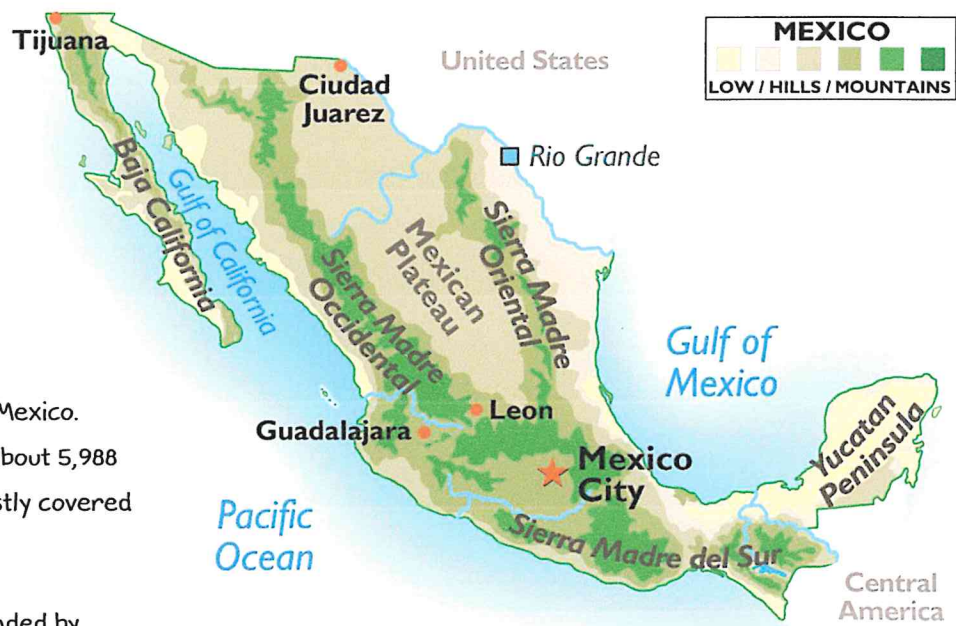 Tijuana
Ciudad
Juarez
United States
MEXICO
LOW / HILLS / MOUNTAINS
Rio Grande
Baja California
Gulf of California
Sierra Madre
Occidental
Mexican
Plateau
Sierra Madre
Oriental
Gulf of
Mexico
Mexico.
bout 5,988
stly covered
nded by
Guadalajara
Leon
Mexico
City
Yucatan
Peninsula
Pacific
Ocean
Sierra Madre del Sur
Central
America